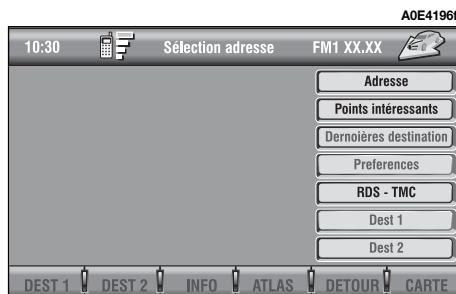 A0E4196f
10:30 Sélection adresse FM1 XX.XX
Adresse
Points intéressants
Dernoières destination
Preferences
RDS - TMC
Dest 1
Dest 2
DEST 1 DEST 2 INFO ATLAS DETOUR CARTE